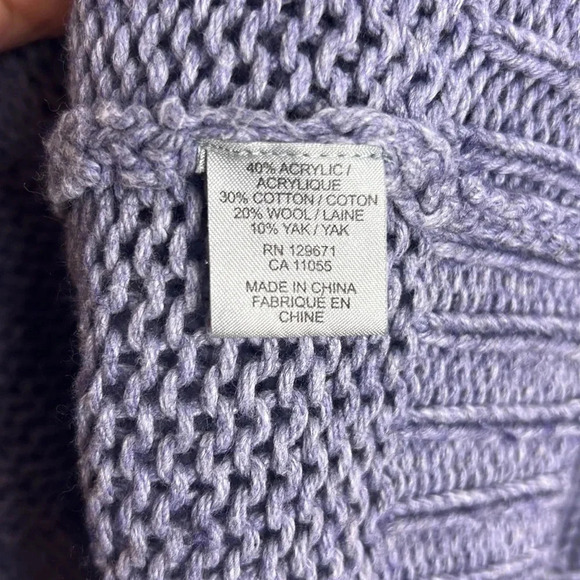 40% ACRYLIC /
ACRYLIQUE
30% COTTON / COTON
20% WOOL / LAINE
10% YAK / YAK
RN 129671
CA 11055
MADE IN CHINA
FABRIQUÉ EN
CHINE